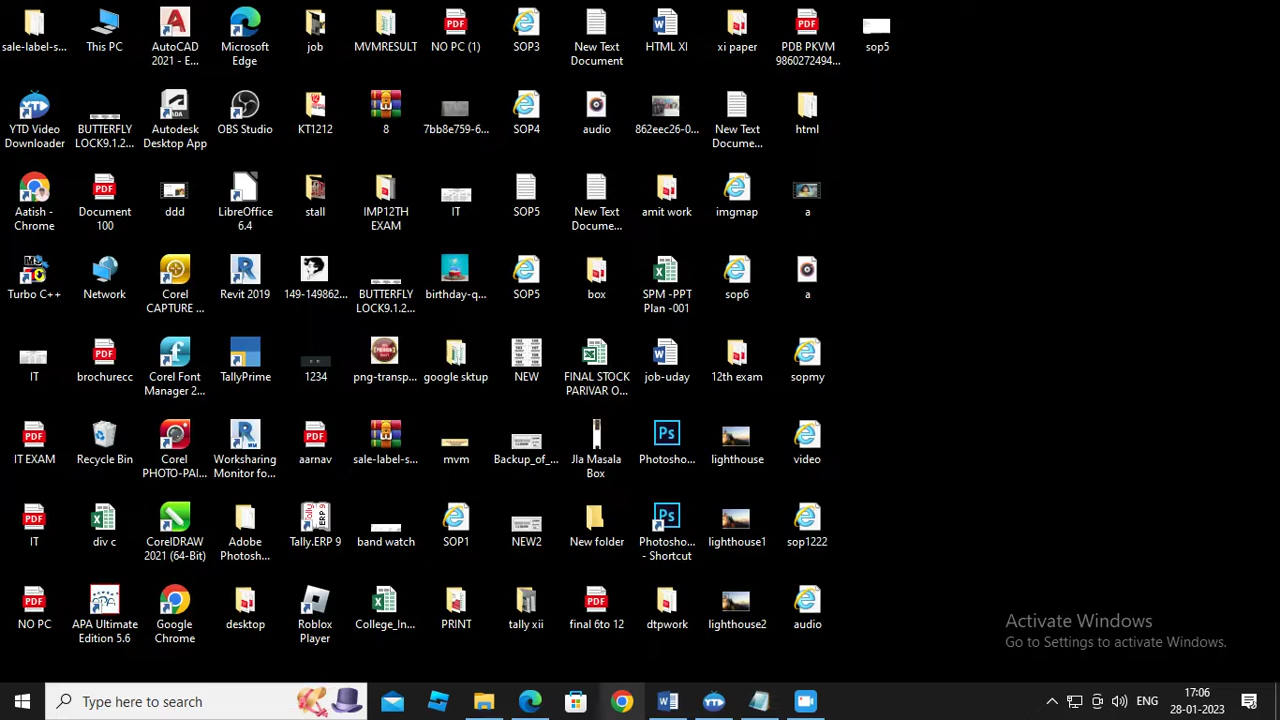 sale-label-s...
This PC
AutoCAD
2021 - E...
Microsoft
Edge
job
MVMRESULT
NO PC (1)
SOP3
New Text
Document
HTML XI
xi paper
PDB PKVM
9860272494...
sop5
YTD Video
Downloader
BUTTERFLY
LOCK9.1.2...
Autodesk
Desktop App
OBS Studio
KT1212
8
7bb8e759-6...
SOP4
audio
862eec26-0...
New Text
Docume...
html
Aatish -
Chrome
Document
100
ddd
LibreOffice
6.4
stall
IMP12TH
EXAM
IT
SOP5
New Text
Docume...
amit work
imgmap
a
Turbo C++
Network
Corel
CAPTURE ...
Revit 2019
149-149862...
BUTTERFLY
LOCK9.1.2...
birthday-q...
SOP5
box
SPM -PPT
Plan -001
sop6
a
IT
brochurecc
Corel Font
Manager 2...
TallyPrime
1234
png-transp...
google sktup
NEW
FINAL STOCK
PARIVAR O...
job-uday
12th exam
sopmy
IT EXAM
Recycle Bin
Corel
PHOTO-PAI...
Worksharing
Monitor fo...
aarnav
sale-label-s...
mvm
Backup_of_...
Jla Masala
Box
Photosho...
lighthouse
video
IT
div c
CorelDRAW
2021 (64-Bit)
Adobe
Photosh...
Tally.ERP 9
band watch
SOP1
NEW2
New folder
Photosho...
- Shortcut
lighthouse1
sop1222
NO PC
APA Ultimate
Edition 5.6
Google
Chrome
desktop
Roblox
Player
College_In...
PRINT
tally xii
final 6to 12
dtpwork
lighthouse2
audio
Activate Windows
Go to Settings to activate Windows.
Type here to search
ENG
17:06
28-01-2023